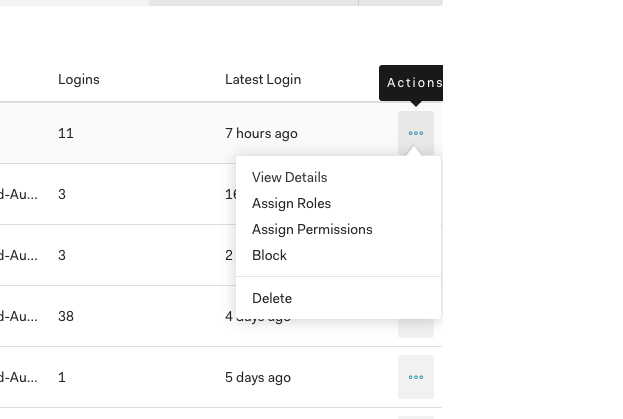 Logins Latest Login Actions
11 7 hours ago
View Details
d-Au... 3 16
Assign Roles
Assign Permissions
d-Au... 3 2
Block
Delete
d-Au... 38 4 days ago
d-Au... 1 5 days ago